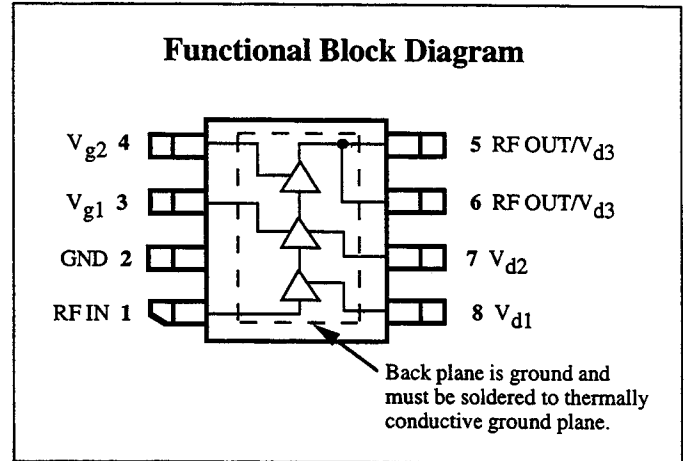 Functional Block Diagram
Vg2 4
5 RF OUT/Vd3
Vg1 3
6 RF OUT/Vd3
GND 2
7 Vd2
RF IN 1
8 Vd1
Back plane is ground and
must be soldered to thermally
conductive ground plane.